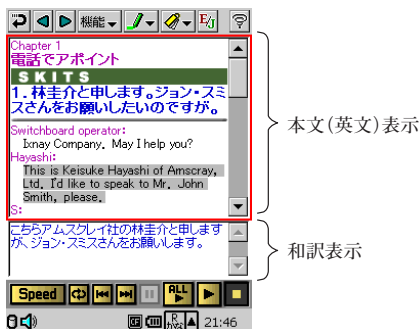 機能
E/J
Chapter 1
電話でアポイント
SKITS
1.林圭介と申します。ジョン・スミ
スさんをお願いしたいのですが。
Switchboard operator:
Ixnay Company. May I help you?
Hayashi:
This is Keisuke Hayashi of Amscray,
Ltd. I'd like to speak to Mr. John
Smith, please.
S:
本文(英文)表示
こちらアムスクレイ社の林圭介と申します
が、ジョン・スミスさんをお願いします。
和訳表示
Speed
ALL
R
かな
21:46